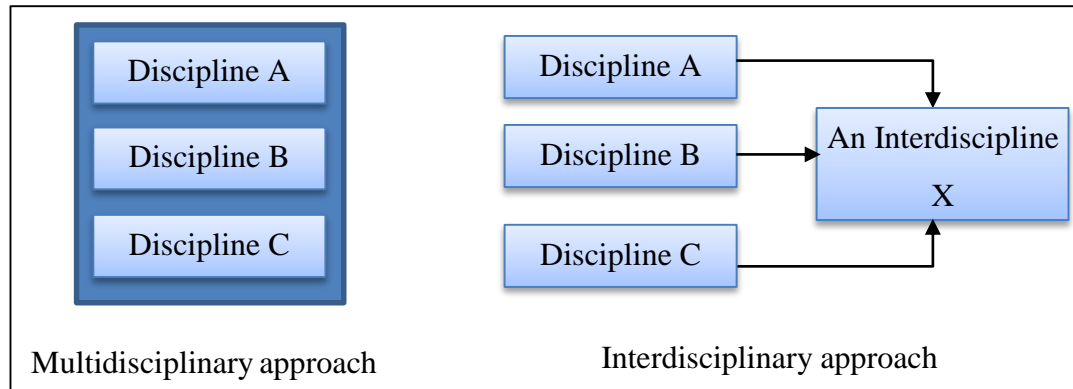 Discipline A
Discipline B
Discipline C
Multidisciplinary approach
Discipline A
Discipline B
Discipline C
An Interdiscipline
X
Interdisciplinary approach